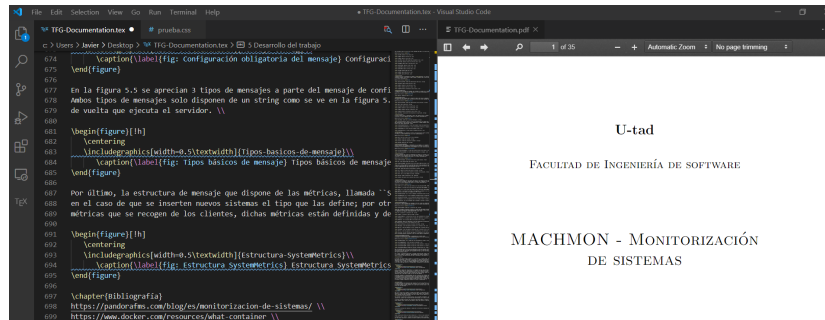 File Edit Selection View Go Run Terminal Help
● TFG-Documentation.tex - Visual Studio Code
TFG-Documentation.tex ●
# prueba.css
TFG-Documentation.pdf ×
c: > Users > Javier > Desktop > TFG-Documentation.tex > 5 Desarrollo del trabajo
1 of 35 − + Automatic Zoom No page trimming
674 \caption{\label{fig: Configuración obligatoria del mensaje} Configuraci
675 \end{figure}
676
677 En la figura 5.5 se aprecian 3 tipos de mensajes a parte del mensaje de confi
678 Ambos tipos de mensajes solo disponen de un string como se ve en la figura 5.
679 de vuelta que ejecuta el servidor. \\
680
681 \begin{figure}[!h]
682 \centering
683 \includegraphics[width=0.5\textwidth]{Tipos-basicos-de-mensaje}\\
684 \caption{\label{fig: Tipos básicos de mensaje} Tipos básicos de mensaje
685 \end{figure}
686
687 Por último, la estructura de mensaje que dispone de las métricas, llamada ``S
688 en el caso de que se inserten nuevos sistemas el tipo que las define; por otr
689 métricas que se recogen de los clientes, dichas métricas están definidas y de
690
691 \begin{figure}[!h]
692 \centering
693 \includegraphics[width=0.5\textwidth]{Estructura-SystemMetrics}\\
694 \caption{\label{fig: Estructura SystemMetrics} Estructura SystemMetrics
695 \end{figure}
696
697 \chapter{Bibliografía}
698 https://pandorafms.com/blog/es/monitorizacion-de-sistemas/ \\
699 https://www.docker.com/resources/what-container \\
TEX
U-tad
Facultad de Ingeniería de software
MACHMON - Monitorización
de sistemas